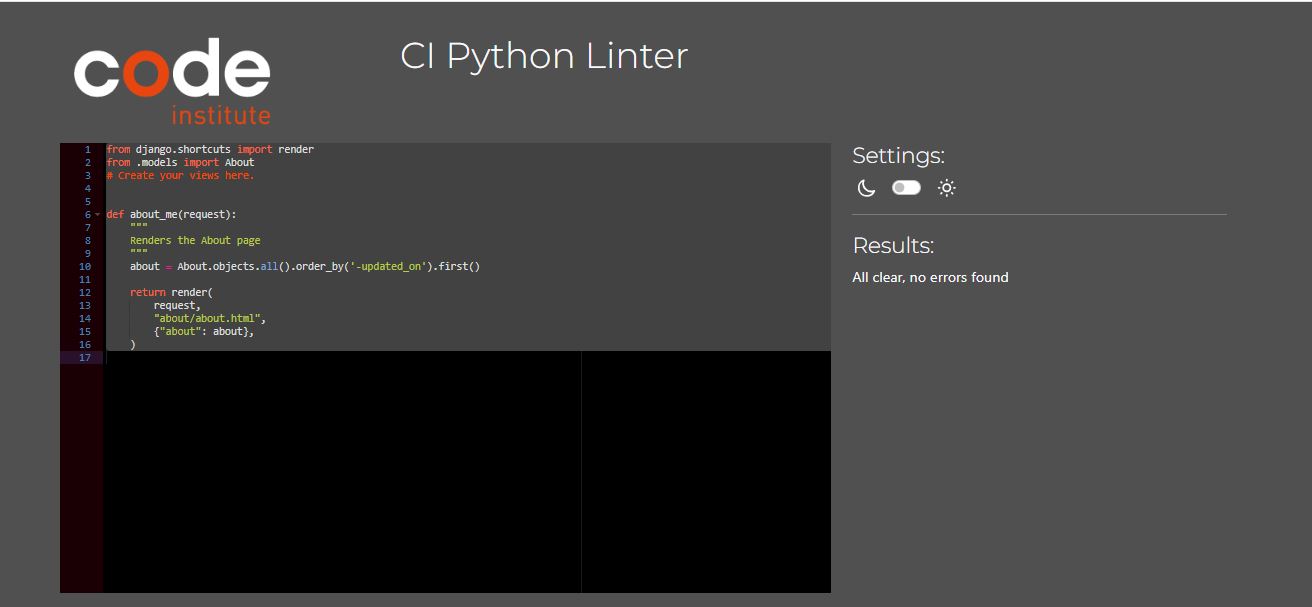 code
institute
CI Python Linter
1 from django.shortcuts import render
2 from .models import About
3 # Create your views here.
4
5
6 def about_me(request):
7     """
8     Renders the About page
9     """
10     about = About.objects.all().order_by('-updated_on').first()
11
12     return render(
13         request,
14         "about/about.html",
15         {"about": about},
16     )
17
Settings:
Results:
All clear, no errors found